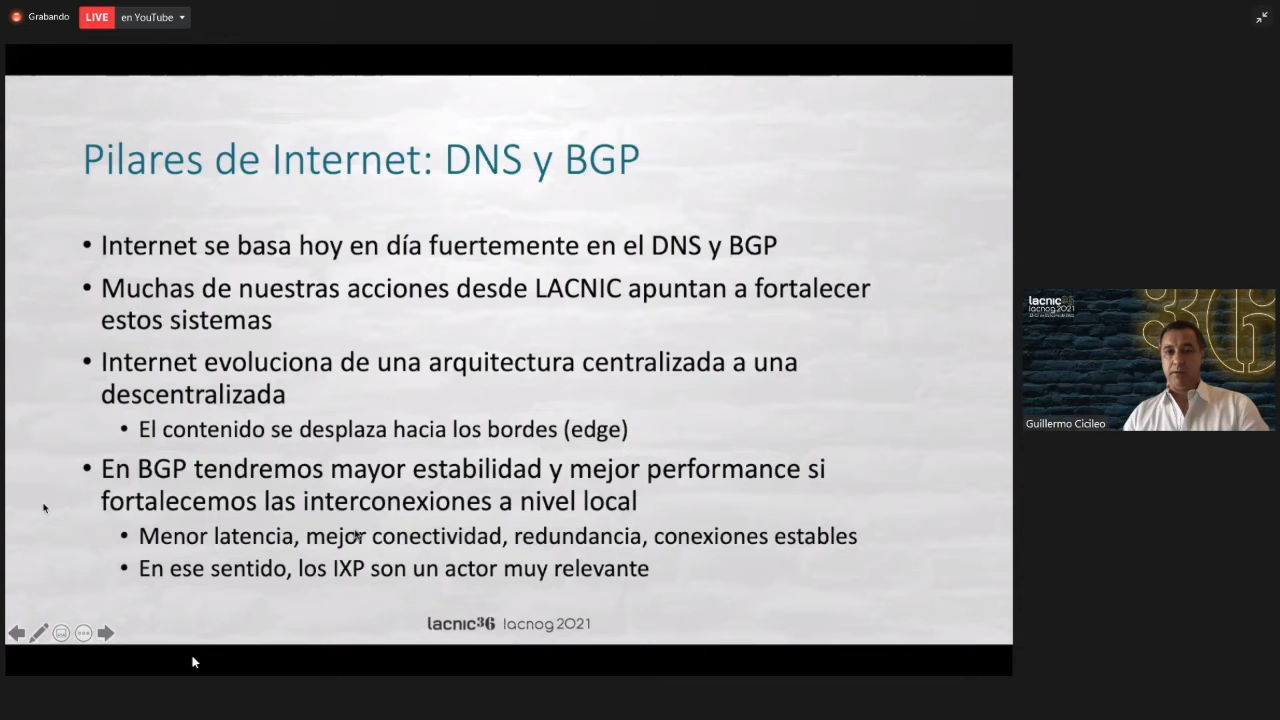 Grabando
LIVE
en YouTube
Pilares de Internet: DNS y BGP
• Internet se basa hoy en día fuertemente en el DNS y BGP
• Muchas de nuestras acciones desde LACNIC apuntan a fortalecer
estos sistemas
• Internet evoluciona de una arquitectura centralizada a una
descentralizada
• El contenido se desplaza hacia los bordes (edge)
• En BGP tendremos mayor estabilidad y mejor performance si
fortalecemos las interconexiones a nivel local
• Menor latencia, mejor conectividad, redundancia, conexiones estables
• En ese sentido, los IXP son un actor muy relevante
lacnic36 lacnog2021
lacnic36
lacnog2021
36
Guillermo Cicileo